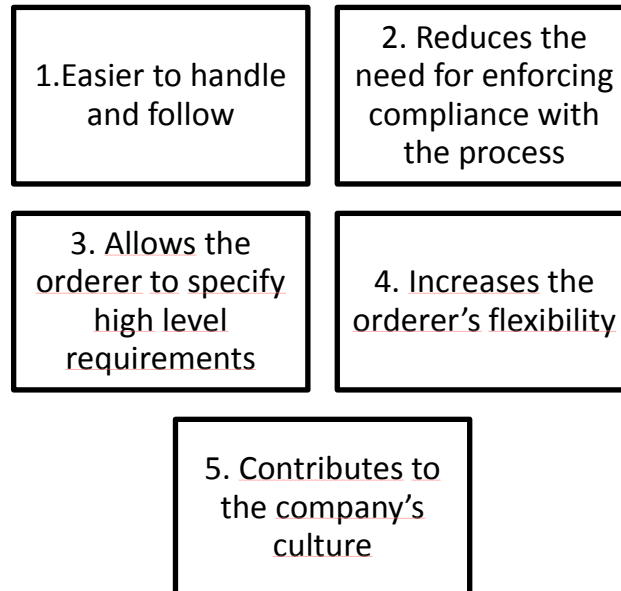 1.Easier to handle
and follow
2. Reduces the
need for enforcing
compliance with
the process
3. Allows the
orderer to specify
high level
requirements
4. Increases the
orderer’s flexibility
5. Contributes to
the company’s
culture